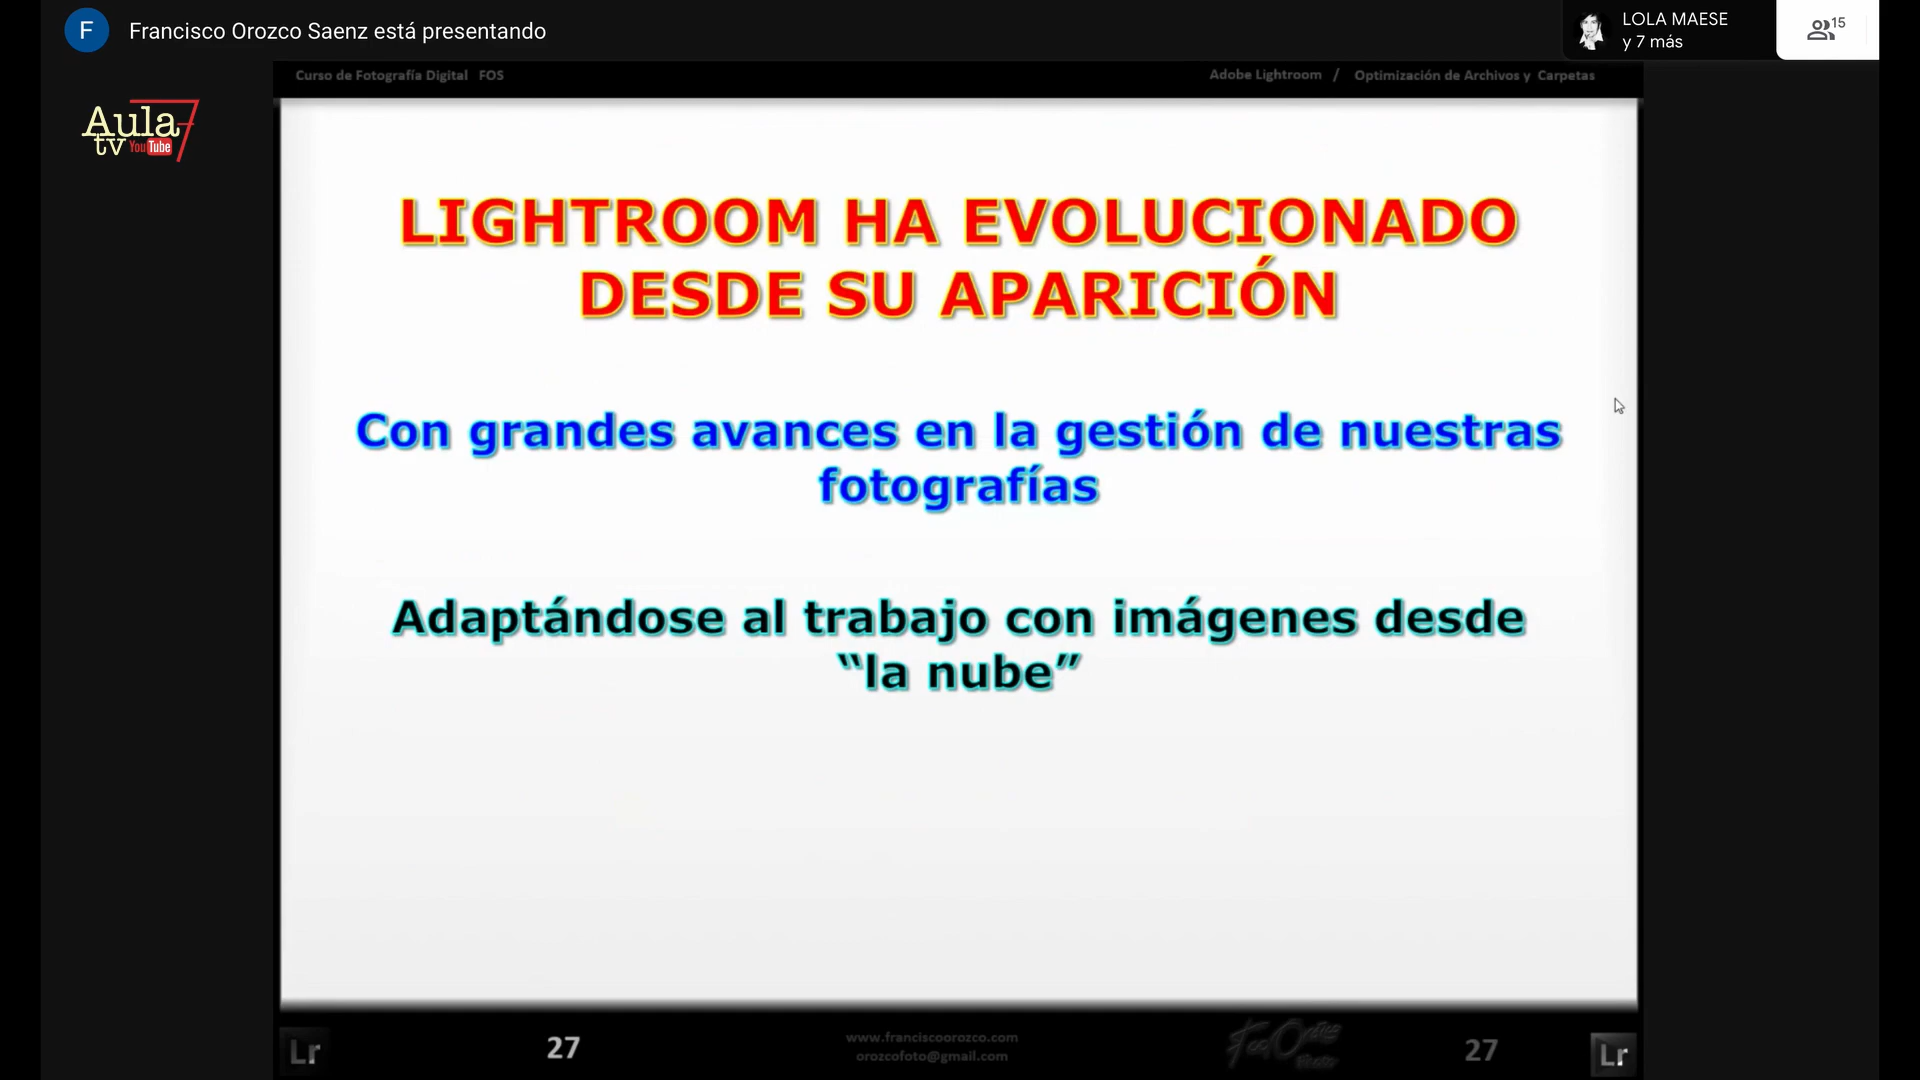 F
Francisco Orozco Saenz está presentando
LOLA MAESE
y 7 más
15
Curso de Fotografía Digital FOS
Adobe Lightroom / Optimización de Archivos y Carpetas
Aula 7
tv YouTube
LIGHTROOM HA EVOLUCIONADO
DESDE SU APARICIÓN
Con grandes avances en la gestión de nuestras
fotografías
Adaptándose al trabajo con imágenes desde
“la nube”
Lr
27
www.franciscoorozco.com
orozcofoto@gmail.com
27
Lr